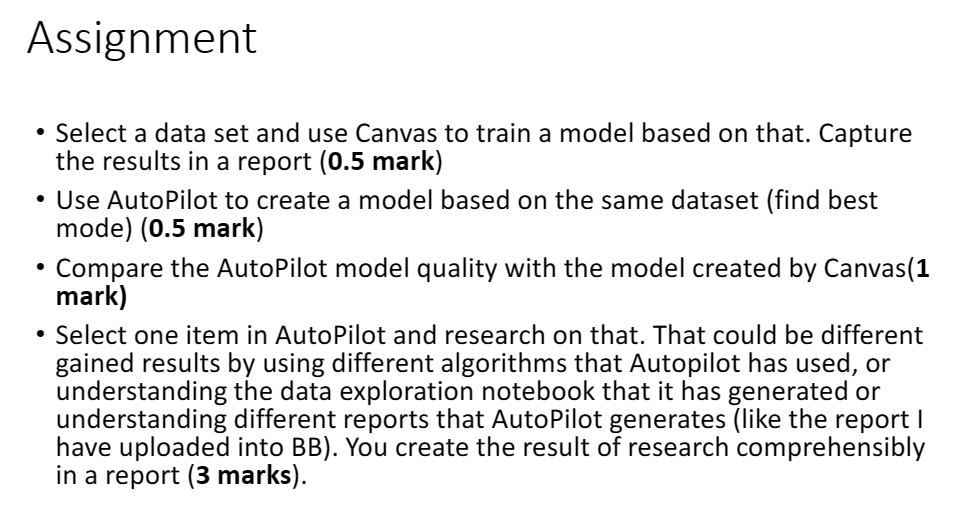 Assignment
• Select a data set and use Canvas to train a model based on that. Capture
the results in a report (0.5 mark)
• Use AutoPilot to create a model based on the same dataset (find best
mode) (0.5 mark)
• Compare the AutoPilot model quality with the model created by Canvas(1
mark)
• Select one item in AutoPilot and research on that. That could be different
gained results by using different algorithms that Autopilot has used, or
understanding the data exploration notebook that it has generated or
understanding different reports that AutoPilot generates (like the report I
have uploaded into BB). You create the result of research comprehensibly
in a report (3 marks).